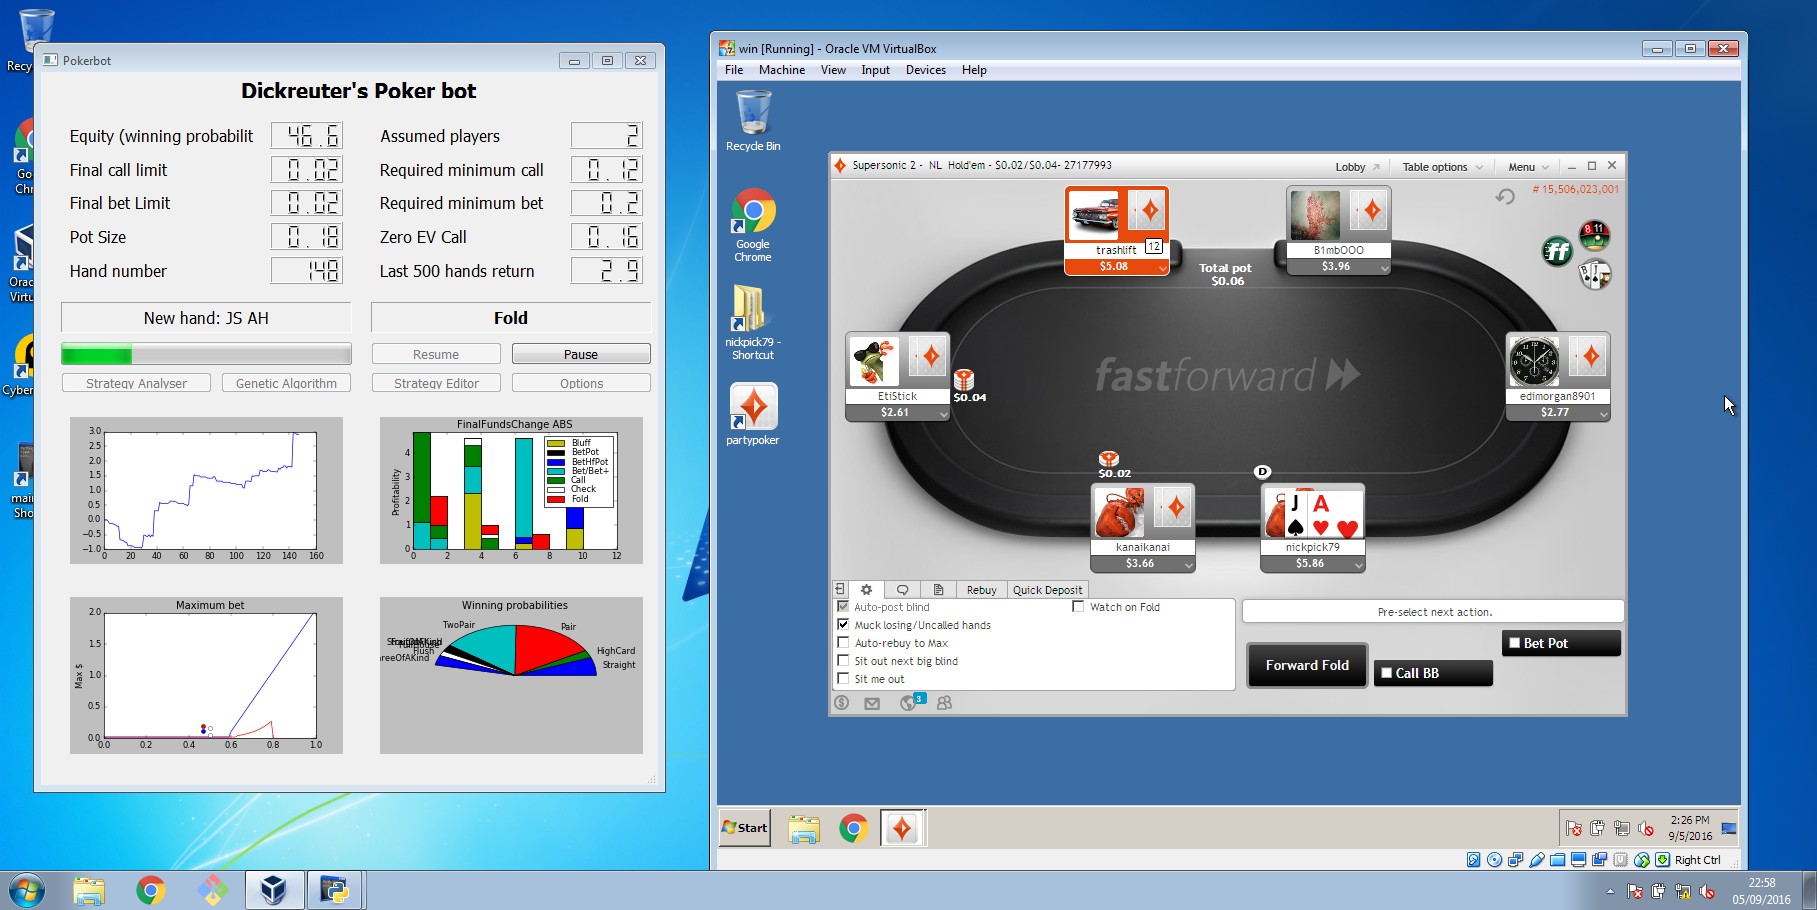 Recy
Go
Chr
Orac
Virtu
Cyber
main
Sho
Pokerbot
Dickreuter's Poker bot
Equity (winning probabilit
46.6
Assumed players
2
Final call limit
0.02
Required minimum call
0.12
Final bet Limit
0.02
Required minimum bet
0.2
Pot Size
0.18
Zero EV Call
0.16
Hand number
148
Last 500 hands return
2.9
New hand: JS AH
Fold
Resume
Pause
Strategy Analyser
Genetic Algorithm
Strategy Editor
Options
3.0
2.5
2.0
1.5
1.0
0.5
0.0
−0.5
−1.0
0 20 40 60 80 100 120 140 160
FinalFundsChange ABS
Profitability
4
3
2
1
0
0 2 4 6 8 10 12
Bluff
BetPot
BetHfPot
Bet/Bet+
Call
Check
Fold
Maximum bet
Max $
2.0
1.5
1.0
0.5
0.0
0.0 0.2 0.4 0.6 0.8 1.0
Winning probabilities
TwoPair
Pair
HighCard
Straight
Flush
reeOfAKind
win [Running] - Oracle VM VirtualBox
File Machine View Input Devices Help
Recycle Bin
Google
Chrome
nickpick79 -
Shortcut
partypoker
Supersonic 2 - NL Hold'em - $0.02/$0.04- 27177993
Lobby
Table options
Menu
# 15,506,023,001
8 11
ff
B J
trashlift 12
$5.08
B1mbOOO
$3.96
Total pot
$0.06
EtiStick
$2.61
$0.04
fastforward
edimorgan8901
$2.77
$0.02
D
kanaikanai
$3.66
J A
nickpick79
$5.86
Rebuy
Quick Deposit
Auto-post blind
Watch on Fold
Muck losing/Uncalled hands
Auto-rebuy to Max
Sit out next big blind
Sit me out
3
Pre-select next action.
Bet Pot
Forward Fold
Call BB
Start
2:26 PM
9/5/2016
Right Ctrl
22:58
05/09/2016